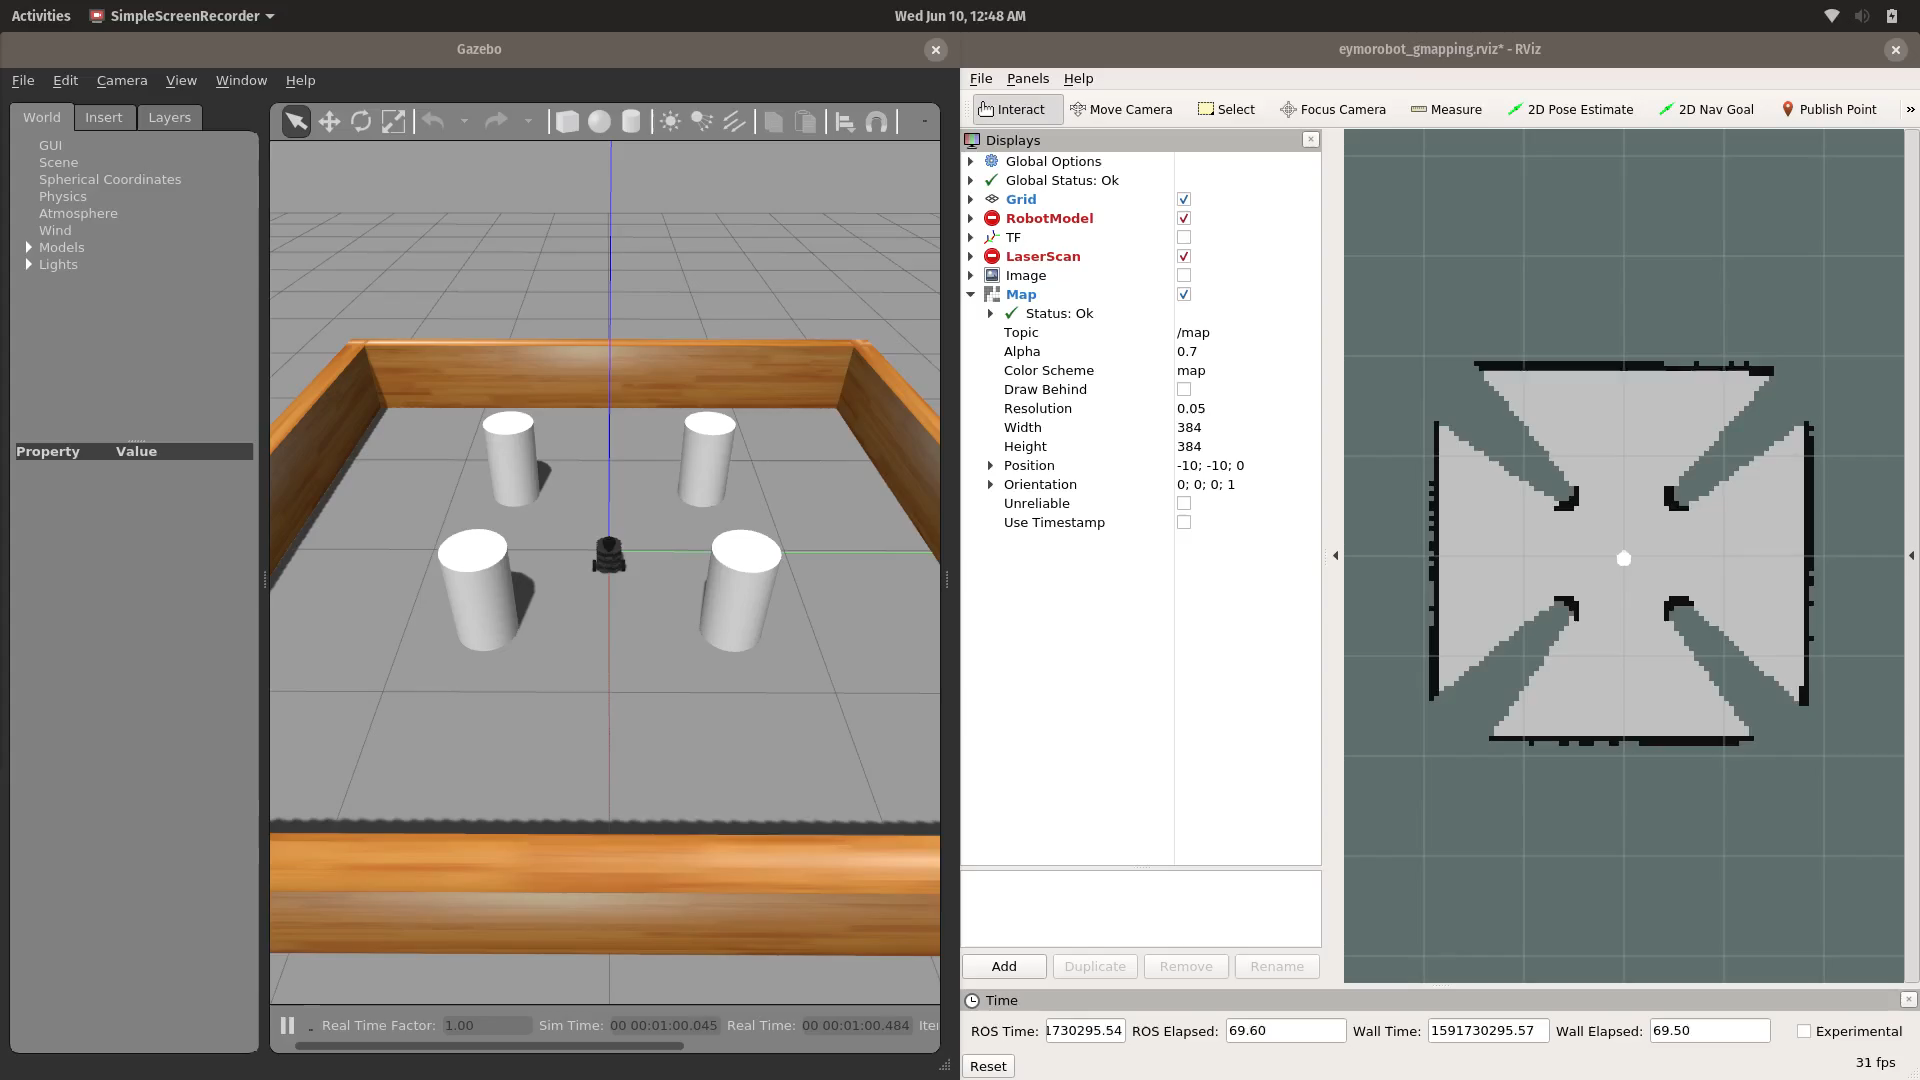 Activities SimpleScreenRecorder Wed Jun 10, 12:48 AM
Gazebo
File Edit Camera View Window Help
World Insert Layers
GUI
Scene
Spherical Coordinates
Physics
Atmosphere
Wind
Models
Lights
Property Value
Real Time Factor: 1.00 Sim Time: 00 00:01:00.045 Real Time: 00 00:01:00.484 Iter
eymorobot_gmapping.rviz* - RViz
File Panels Help
Interact Move Camera Select Focus Camera Measure 2D Pose Estimate 2D Nav Goal Publish Point »
Displays
Global Options
Global Status: Ok
Grid
RobotModel
TF
LaserScan
Image
Map
Status: Ok
Topic /map
Alpha 0.7
Color Scheme map
Draw Behind
Resolution 0.05
Width 384
Height 384
Position -10; -10; 0
Orientation 0; 0; 0; 1
Unreliable
Use Timestamp
Add Duplicate Remove Rename
Time
ROS Time: 1730295.54 ROS Elapsed: 69.60 Wall Time: 1591730295.57 Wall Elapsed: 69.50 Experimental
Reset 31 fps